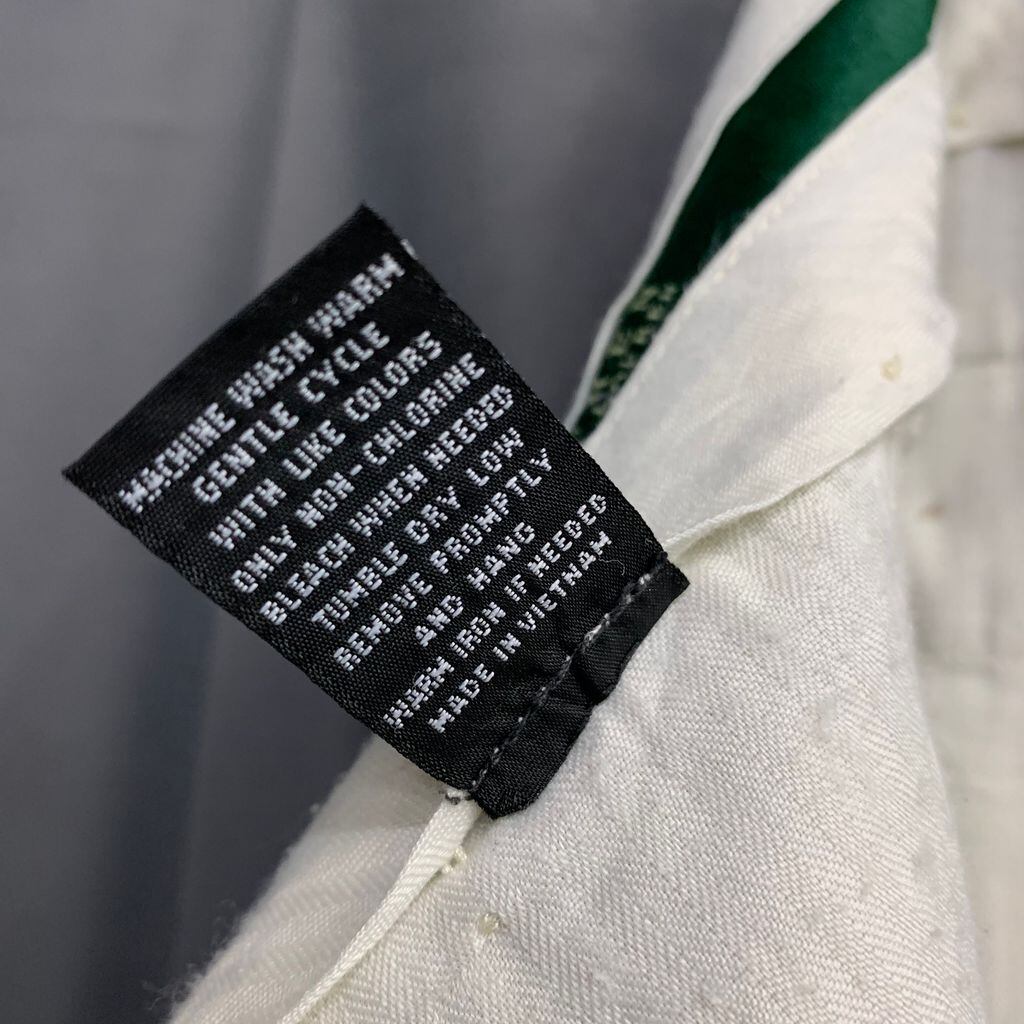 MACHINE WASH WARM
GENTLE CYCLE
WITH LIKE COLORS
ONLY NON-CHLORINE
BLEACH WHEN NEEDED
TUMBLE DRY LOW
REMOVE PROMPTLY
AND HANG
WARM IRON IF NEEDED
MADE IN VIETNAM